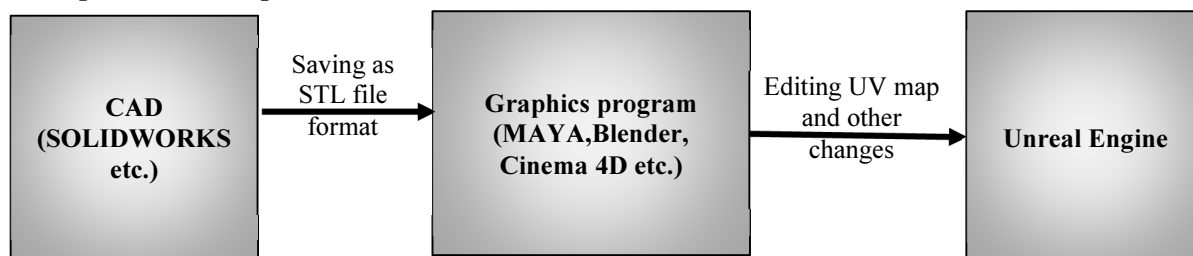 CAD
(SOLIDWORKS
etc.)
Saving as
STL file
format
Graphics program
(MAYA,Blender,
Cinema 4D etc.)
Editing UV map
and other
changes
Unreal Engine